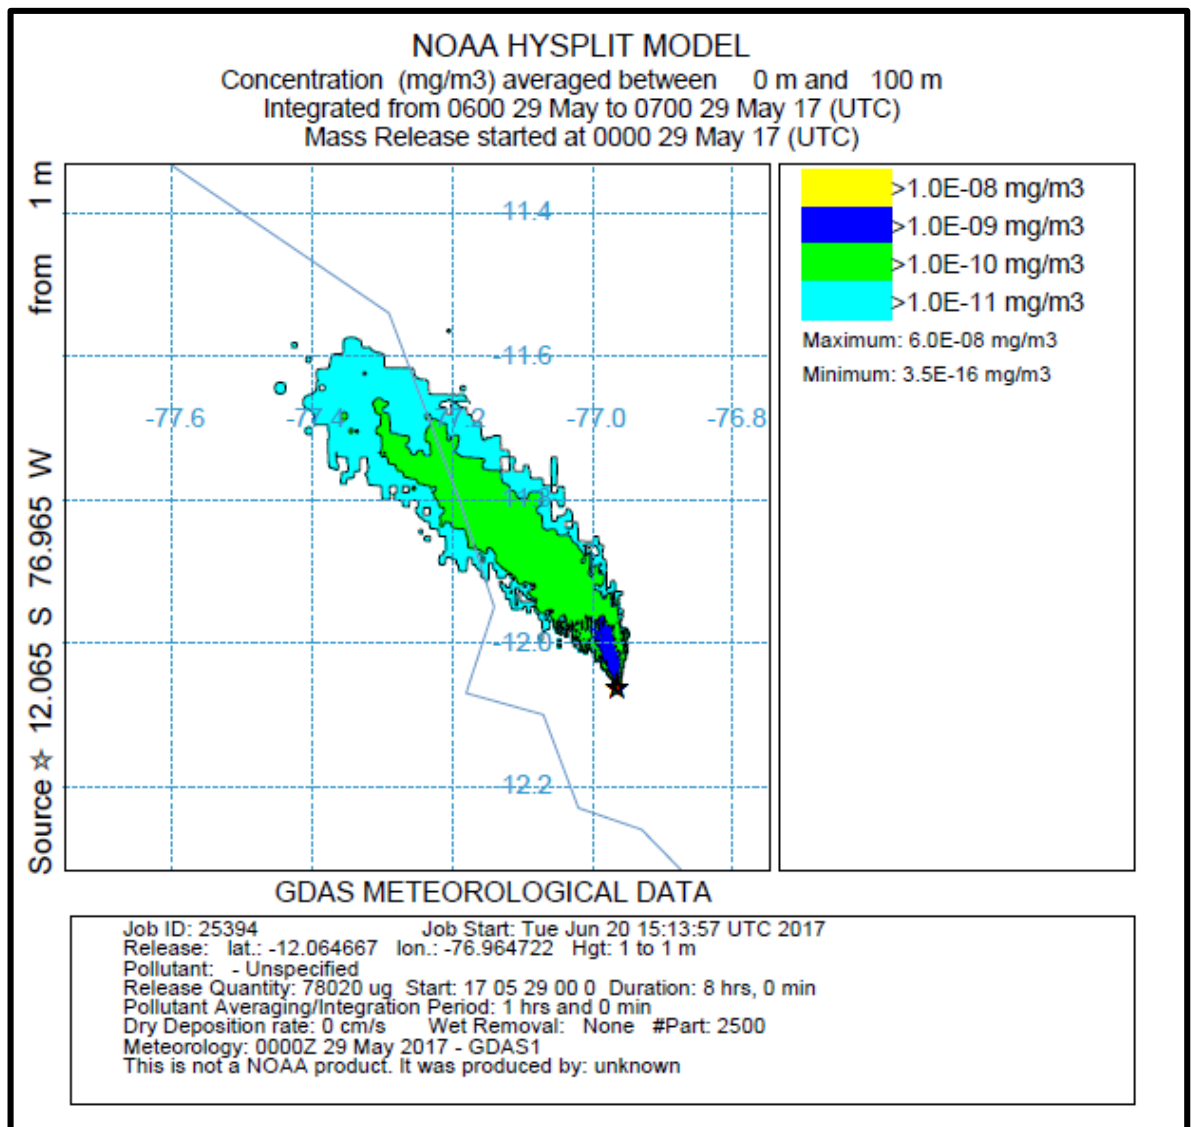 NOAA HYSPLIT MODEL
Concentration (mg/m3) averaged between 0 m and 100 m
Integrated from 0600 29 May to 0700 29 May 17 (UTC)
Mass Release started at 0000 29 May 17 (UTC)
Source ☆ 12.065 S 76.965 W from 1 m
-11.4
-11.6
-77.6 -77.4 -77.2 -77.0 -76.8
-11.8
-12.0
-12.2
>1.0E-08 mg/m3
>1.0E-09 mg/m3
>1.0E-10 mg/m3
>1.0E-11 mg/m3
Maximum: 6.0E-08 mg/m3
Minimum: 3.5E-16 mg/m3
GDAS METEOROLOGICAL DATA
Job ID: 25394 Job Start: Tue Jun 20 15:13:57 UTC 2017
Release: lat.: -12.064667 lon.: -76.964722 Hgt: 1 to 1 m
Pollutant: - Unspecified
Release Quantity: 78020 ug Start: 17 05 29 00 0 Duration: 8 hrs, 0 min
Pollutant Averaging/Integration Period: 1 hrs and 0 min
Dry Deposition rate: 0 cm/s Wet Removal: None #Part: 2500
Meteorology: 0000Z 29 May 2017 - GDAS1
This is not a NOAA product. It was produced by: unknown